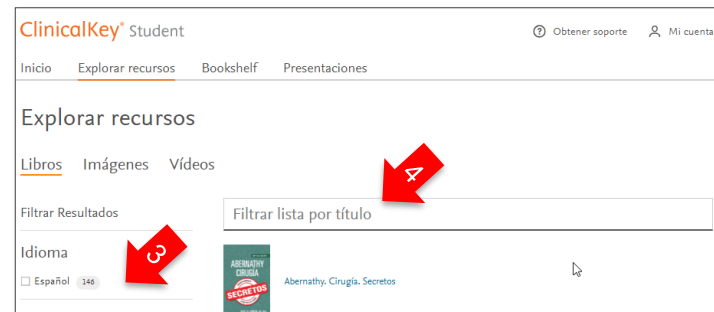 ClinicalKey® Student
Obtener soporte Mi cuenta
Inicio Explorar recursos Bookshelf Presentaciones
Explorar recursos
Libros Imágenes Vídeos
4
Filtrar Resultados
Filtrar lista por título
Idioma
3
Español 146
ABERNATHY
CIRUGÍA
SECRETOS
Abernathy. Cirugía. Secretos